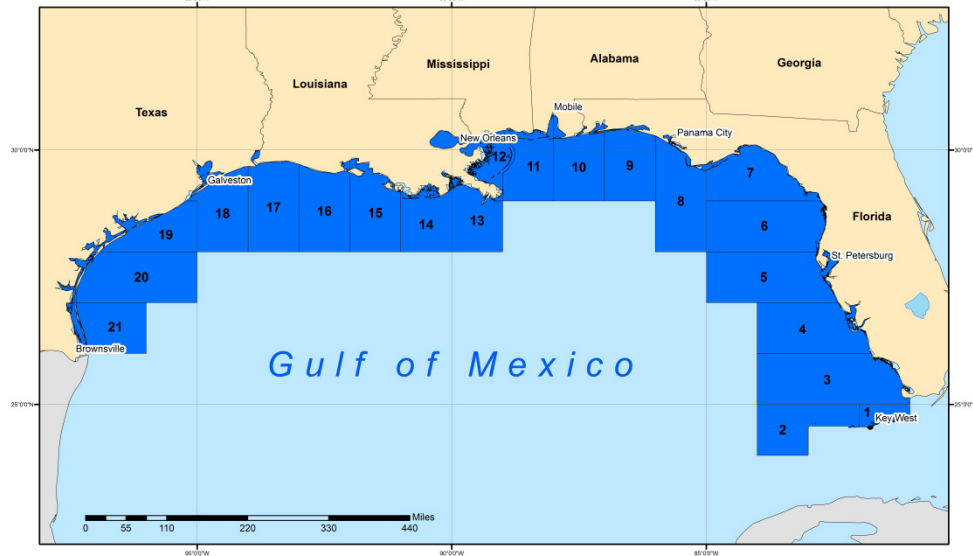 Mississippi
Alabama
Georgia
Louisiana
Texas
Mobile
Panama City
New Orleans
30°0'0"
30°0'0"
12
11
10
9
7
Galveston
8
6
Florida
18
17
16
15
14
13
19
St. Petersburg
20
5
21
4
Brownsville
Gulf of Mexico
3
25°0'0"
25°0'0"
1
Key West
2
Miles
0 55 110 220 330 440
95°0'0"W
90°0'0"W
85°0'0"W